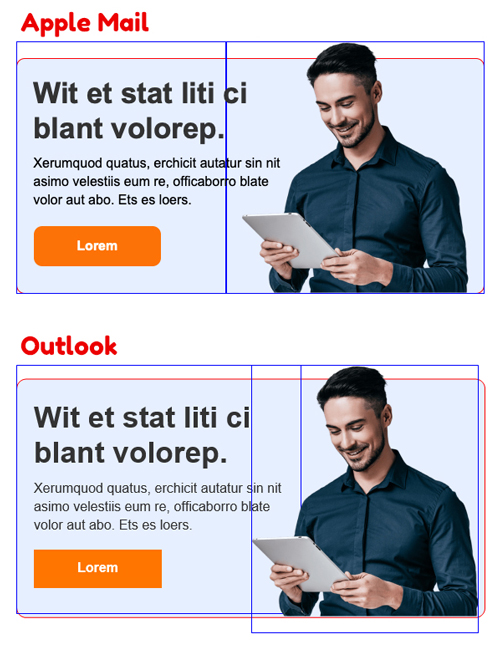 Apple Mail
Wit et stat liti ci
blant volorep.
Xerumquod quatus, erchicit autatur sin nit
asimo velestiis eum re, officaborro blate
volor aut abo. Ets es loers.
Lorem
Outlook
Wit et stat liti ci
blant volorep.
Xerumquod quatus, erchicit autatur sin nit
asimo velestiis eum re, officaborro blate
volor aut abo. Ets es loers.
Lorem